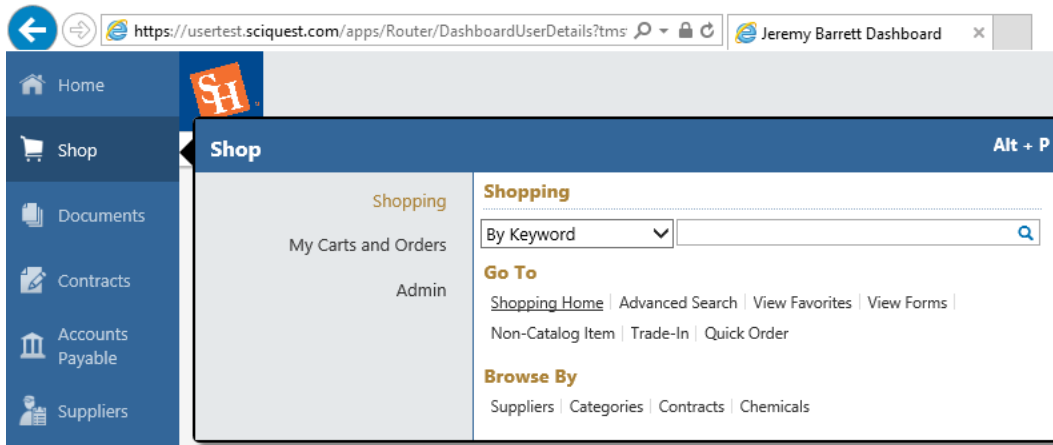 https://usertest.sciquest.com/apps/Router/DashboardUserDetails?tms
Jeremy Barrett Dashboard
Home
SH
Shop
Shop
Alt + P
Shopping
Shopping
Documents
My Carts and Orders
By Keyword
Contracts
Admin
Go To
Shopping Home Advanced Search View Favorites View Forms
Accounts
Payable
Non-Catalog Item Trade-In Quick Order
Browse By
Suppliers
Suppliers Categories Contracts Chemicals